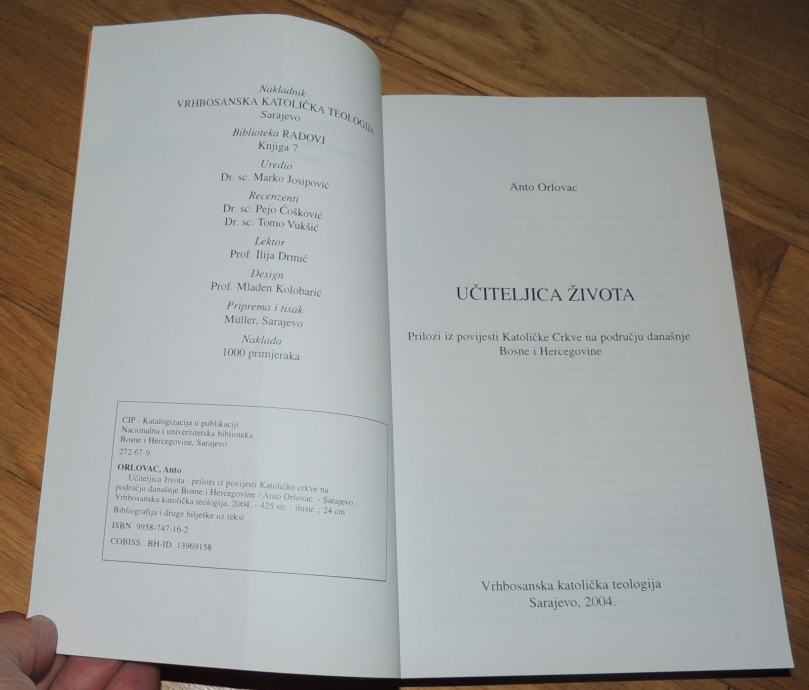 Nakladnik
VRHBOSANSKA KATOLIČKA TEOLOGIJA
Sarajevo
Biblioteka RADOVI
Knjiga 7
Uredio
Dr. sc. Marko Josipović
Recenzenti
Dr. sc. Pejo Ćošković
Dr. sc. Tomo Vukšić
Lektor
Prof. Ilija Drmić
Design
Prof. Mladen Kolobarić
Priprema i tisak
Müller, Sarajevo
Naklada
1000 primjeraka
CIP - Katalogizacija u publikaciji
Nacionalna i univerzitetska biblioteka
Bosne i Hercegovine, Sarajevo
272-67-9
ORLOVAC, Anto
Učiteljica života : prilozi iz povijesti Katoličke crkve na
području današnje Bosne i Hercegovine / Anto Orlovac. - Sarajevo :
Vrhbosanska katolička teologija, 2004. - 425 str. : ilustr. ; 24 cm
Bibliografija i druge bilješke uz tekst
ISBN 9958-747-16-2
COBISS BH-ID 13969158
Anto Orlovac
UČITELJICA ŽIVOTA
Prilozi iz povijesti Katoličke Crkve na području današnje
Bosne i Hercegovine
Vrhbosanska katolička teologija
Sarajevo, 2004.